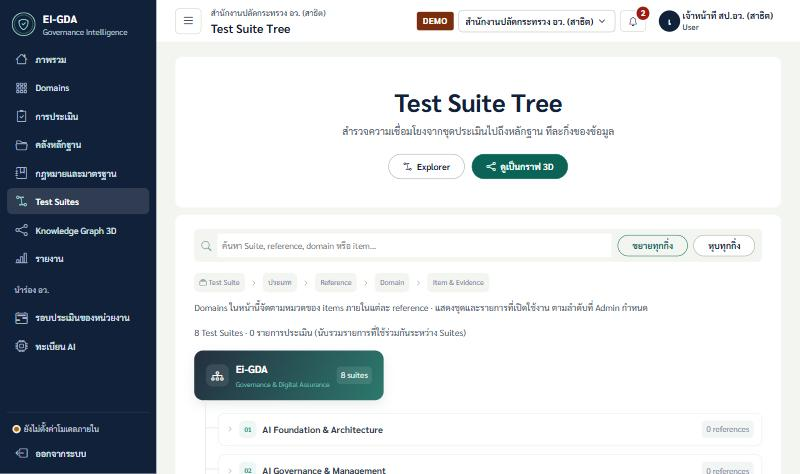 EI-GDA
Governance Intelligence
ภาพรวม
Domains
การประเมิน
คลังหลักฐาน
กฎหมายและมาตรฐาน
Test Suites
Knowledge Graph 3D
รายงาน
นำร่อง อว.
รอบประเมินของหน่วยงาน
ทะเบียน AI
ยังไม่ตั้งค่าโมเดลภายใน
ออกจากระบบ
สำนักงานปลัดกระทรวง อว. (สาธิต)
Test Suite Tree
DEMO
สำนักงานปลัดกระทรวง อว. (สาธิต)
2
เ
เจ้าหน้าที่ สป.อว. (สาธิต)
User
Test Suite Tree
สำรวจความเชื่อมโยงจากชุดประเมินไปถึงหลักฐาน ทีละกิ่งของข้อมูล
Explorer
ดูเป็นกราฟ 3D
ค้นหา Suite, reference, domain หรือ item...
ขยายทุกกิ่ง
หุบทุกกิ่ง
Test Suite
ประเภท
Reference
Domain
Item & Evidence
Domains ในหน้านี้จัดตามหมวดของ items ภายในแต่ละ reference · แสดงชุดและรายการที่เปิดใช้งาน ตามลำดับที่ Admin กำหนด
8 Test Suites · 0 รายการประเมิน (นับรวมรายการที่ใช้ร่วมกันระหว่าง Suites)
Ei-GDA
Governance & Digital Assurance
8 suites
01
AI Foundation & Architecture
0 references
02
AI Governance & Management
0 references